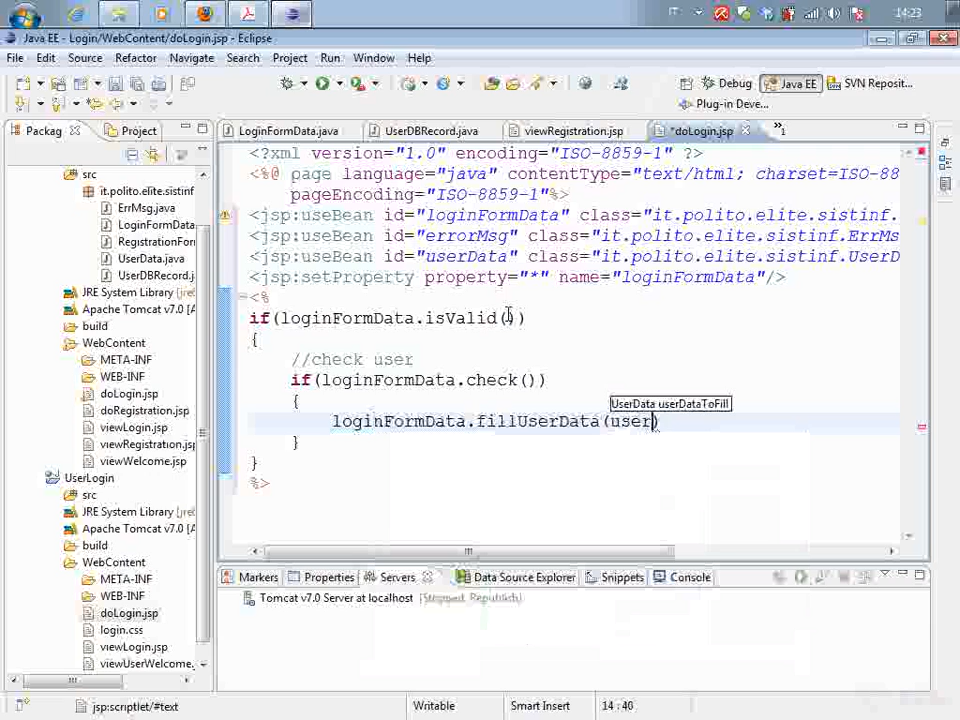 IT
14:23
Java EE - Login/WebContent/doLogin.jsp - Eclipse
File Edit Source Refactor Navigate Search Project Run Window Help
Debug Java EE SVN Reposit...
Plug-in Deve...
Packag Project
LoginFormData.java UserDBRecord.java viewRegistration.jsp *doLogin.jsp »1
src
it.polito.elite.sistinf
ErrMsg.java
LoginFormData
RegistrationFor
UserData.java
UserDBRecord.j
JRE System Library [jre
Apache Tomcat v7.0 [
build
WebContent
META-INF
WEB-INF
doLogin.jsp
doRegistration.jsp
viewLogin.jsp
viewRegistration.jsp
viewWelcome.jsp
UserLogin
src
JRE System Library [jre
Apache Tomcat v7.0 [
build
WebContent
META-INF
WEB-INF
doLogin.jsp
login.css
viewLogin.jsp
viewUserWelcome.
<?xml version="1.0" encoding="ISO-8859-1" ?>
<%@ page language="java" contentType="text/html; charset=ISO-88
pageEncoding="ISO-8859-1"%>
<jsp:useBean id="loginFormData" class="it.polito.elite.sistinf.
<jsp:useBean id="errorMsg" class="it.polito.elite.sistinf.ErrMs
<jsp:useBean id="userData" class="it.polito.elite.sistinf.UserD
<jsp:setProperty property="*" name="loginFormData"/>
<%
if(loginFormData.isValid())
{
//check user
if(loginFormData.check())
{
UserData userDataToFill
loginFormData.fillUserData(user)
}
}
%>
Markers Properties Servers Data Source Explorer Snippets Console
Tomcat v7.0 Server at localhost [Stopped, Republish]
jsp:scriptlet/#text Writable Smart Insert 14 : 40